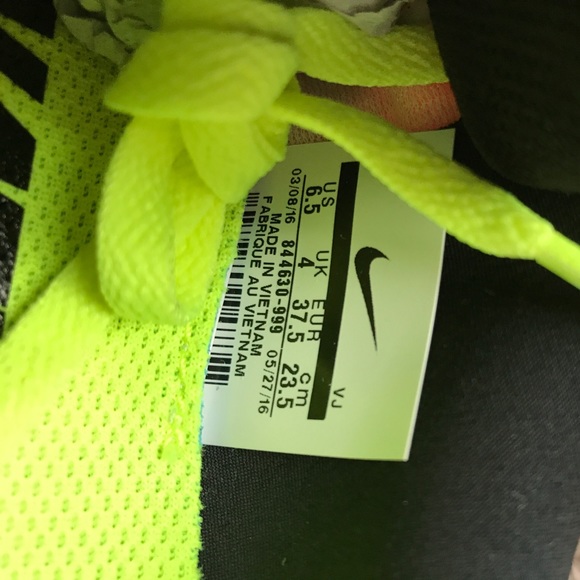 VJ
US UK EUR cm
6.5 4 37.5 23.5
03/08/16 844630-999 05/27/16
MADE IN VIETNAM
FABRIQUE AU VIETNAM